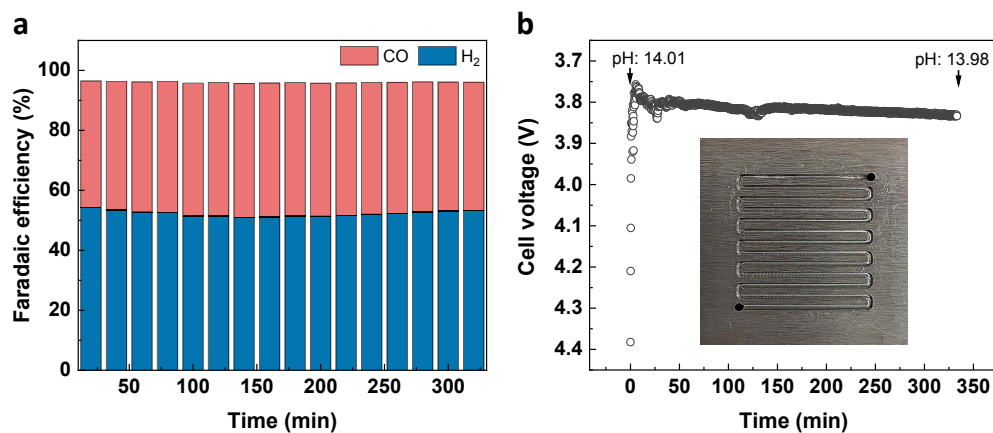 a
CO H₂
Faradaic efficiency (%)
100
80
60
40
20
0
50 100 150 200 250 300
Time (min)
b
pH: 14.01
pH: 13.98
Cell voltage (V)
3.7
3.8
3.9
4.0
4.1
4.2
4.3
4.4
0 50 100 150 200 250 300 350
Time (min)